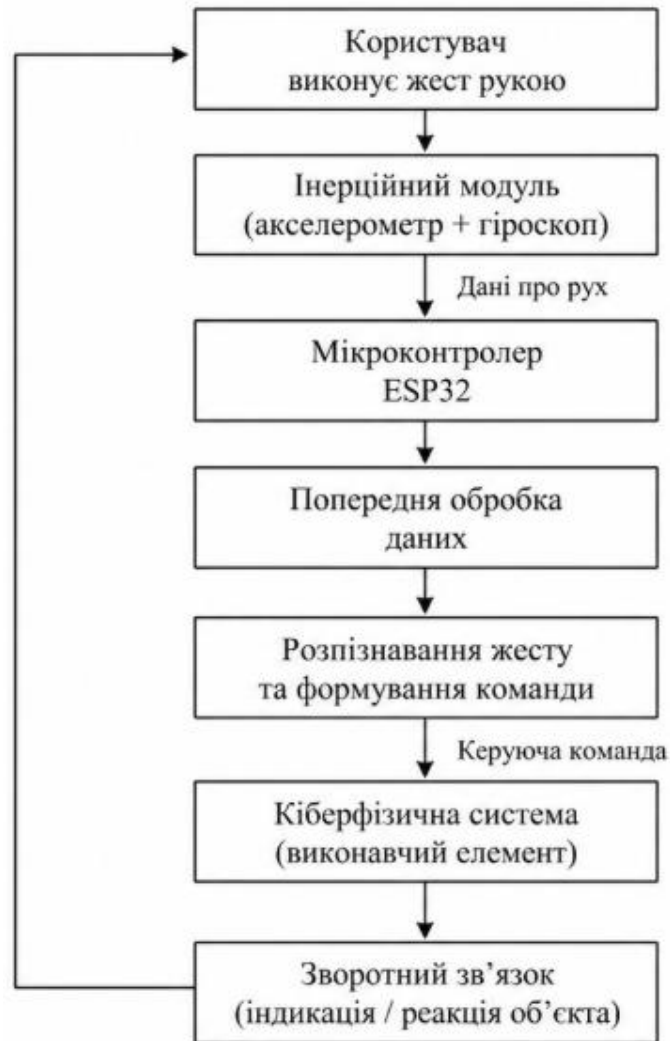 Користувач
виконує жест рукою
Інерційний модуль
(акселерометр + гіроскоп)
Дані про рух
Мікроконтролер
ESP32
Попередня обробка
даних
Розпізнавання жесту
та формування команди
Керуюча команда
Кіберфізична система
(виконавчий елемент)
Зворотний зв’язок
(індикація / реакція об’єкта)